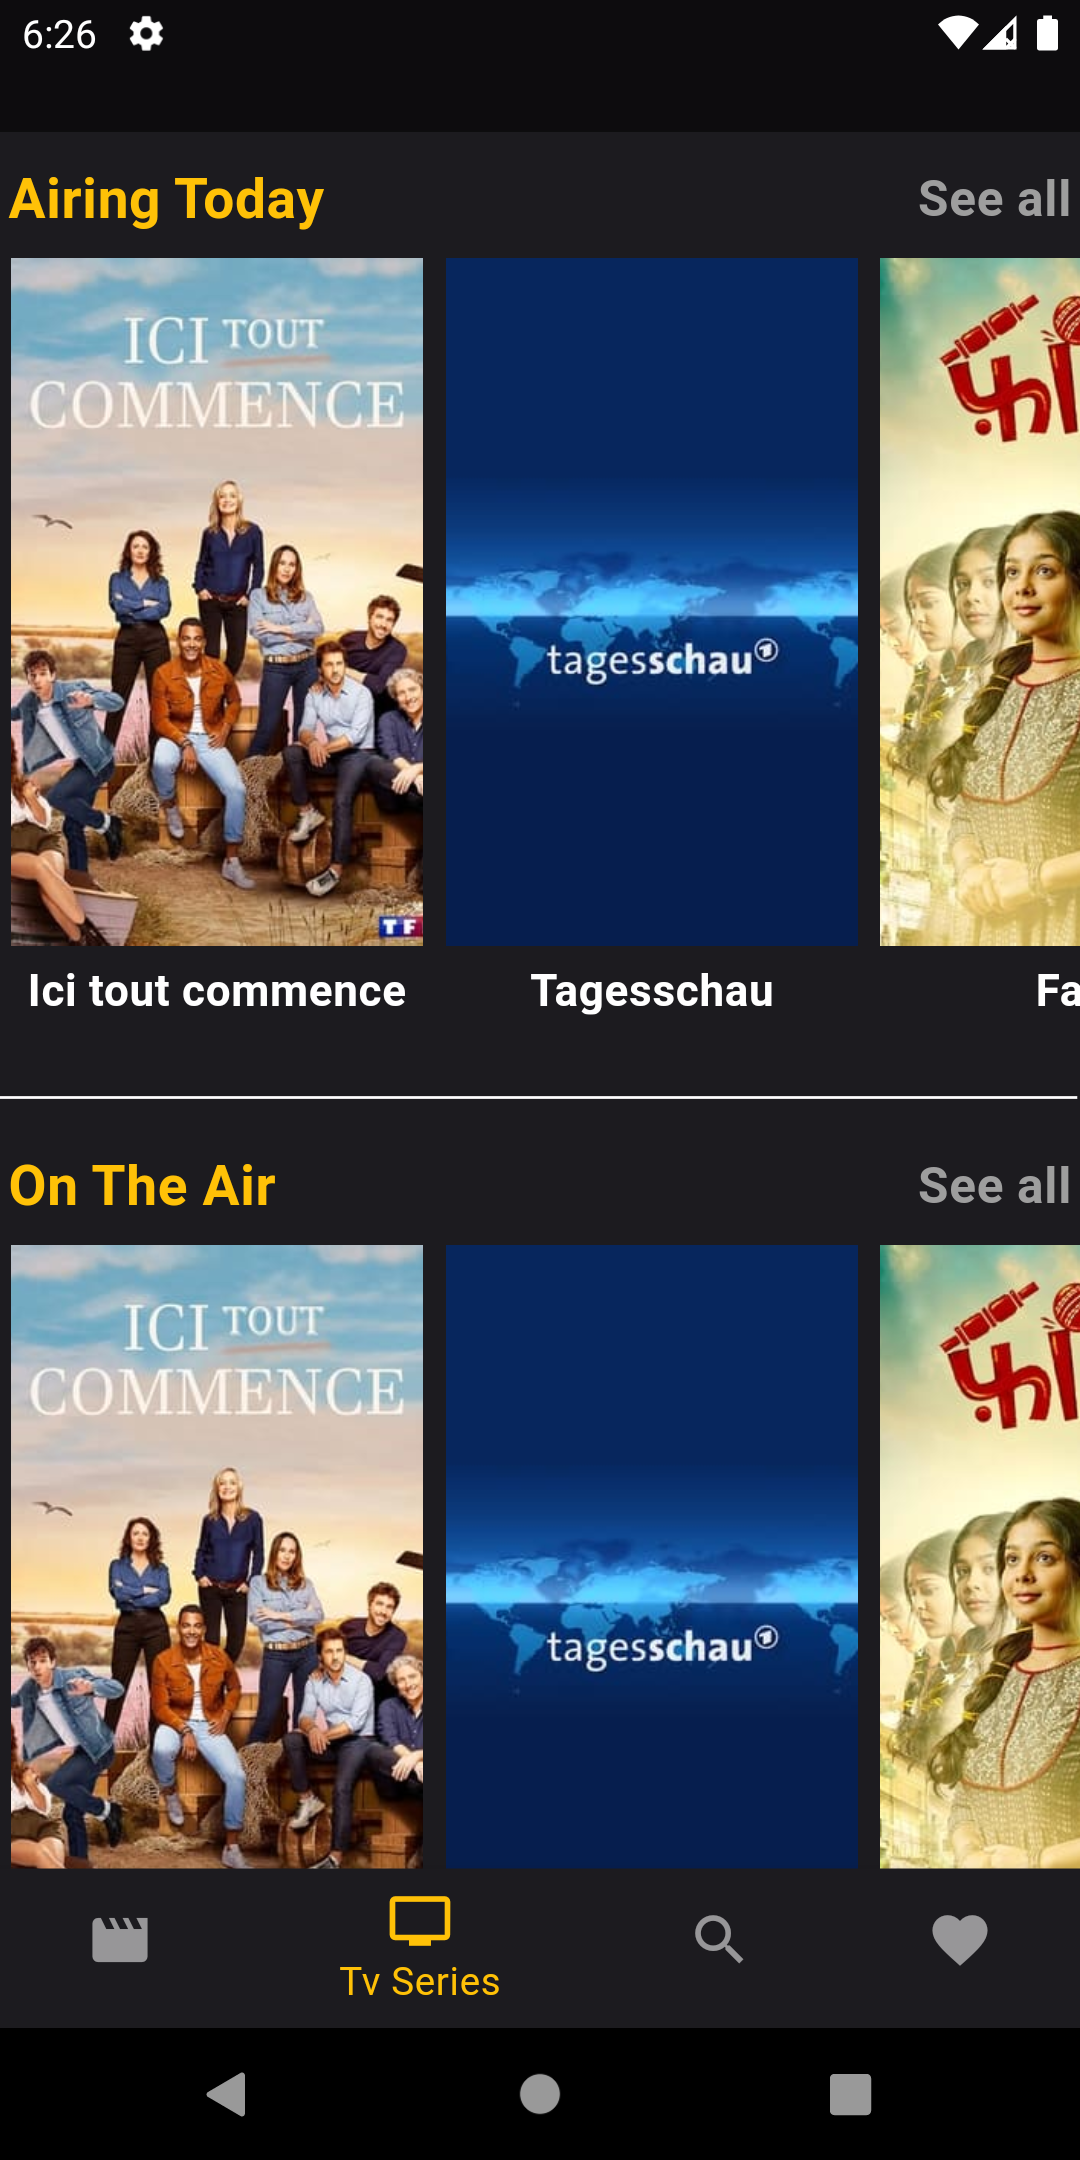 6:26
Airing Today
See all
ICI TOUT
COMMENCE
TF
tagesschau
फ़ा
Ici tout commence
Tagesschau
Fa
On The Air
See all
ICI TOUT
COMMENCE
tagesschau
फ़ा
Tv Series